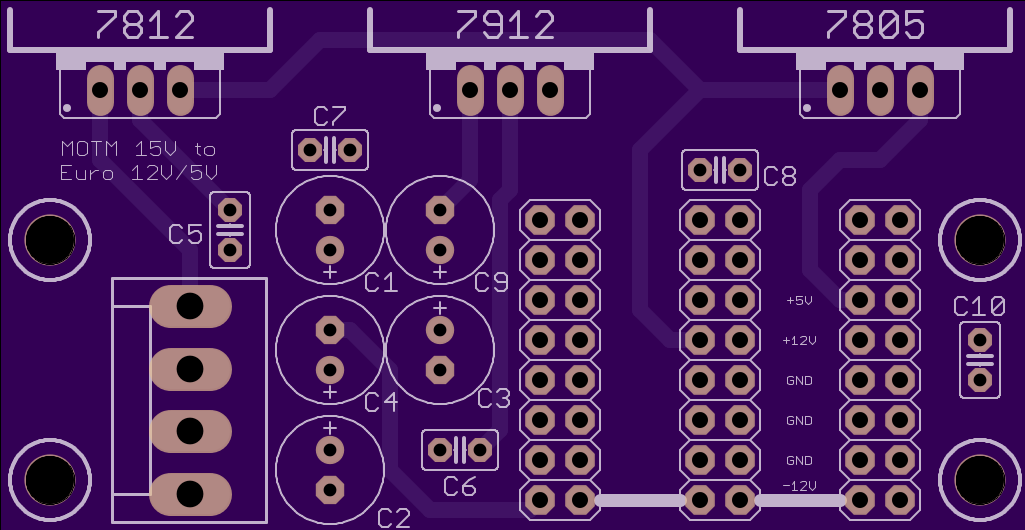 7812
7912
7805
C7
MOTM 15V to
Euro 12V/5V
C8
C5
C1
C9
+5V
C10
+12V
GND
C4
C3
GND
GND
C6
-12V
C2